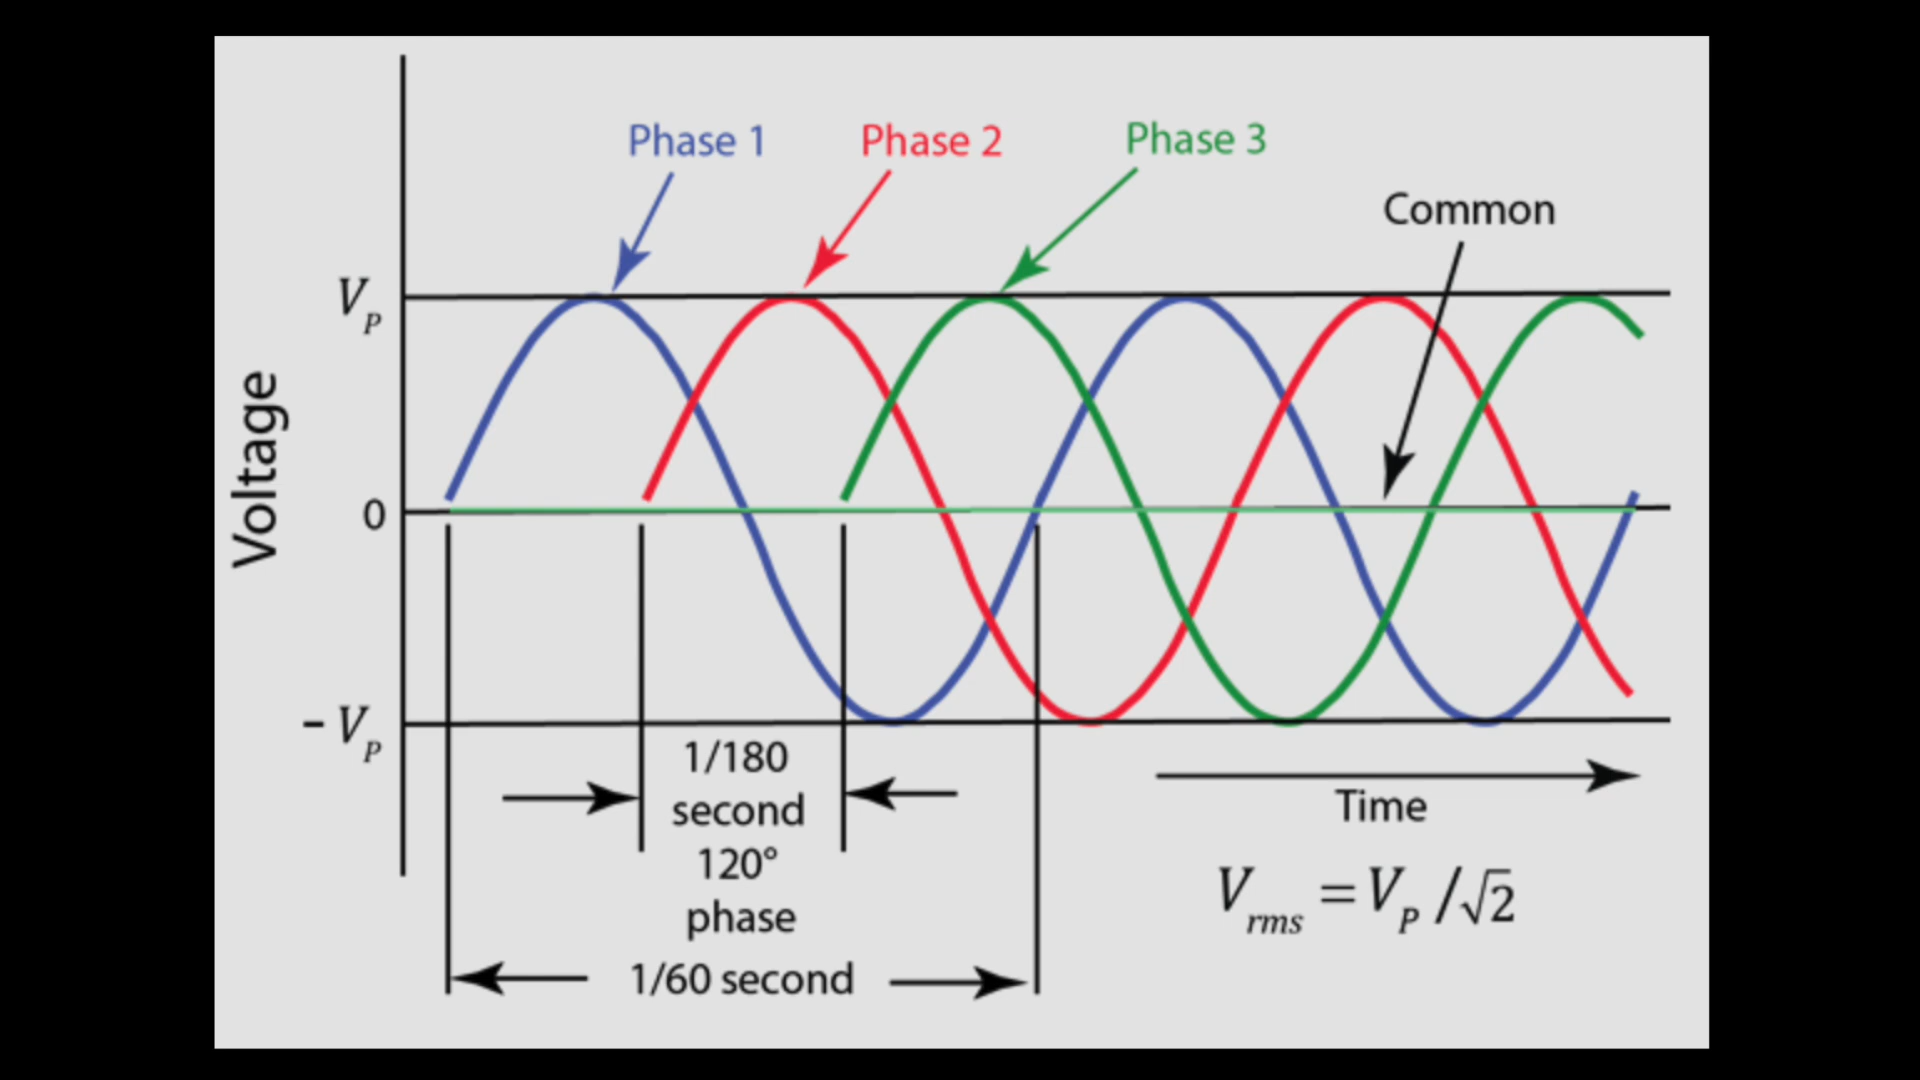 Phase 1
Phase 2
Phase 3
Common
V_P
Voltage
0
- V_P
1/180
second
120°
phase
1/60 second
Time
V_rms = V_P /√2